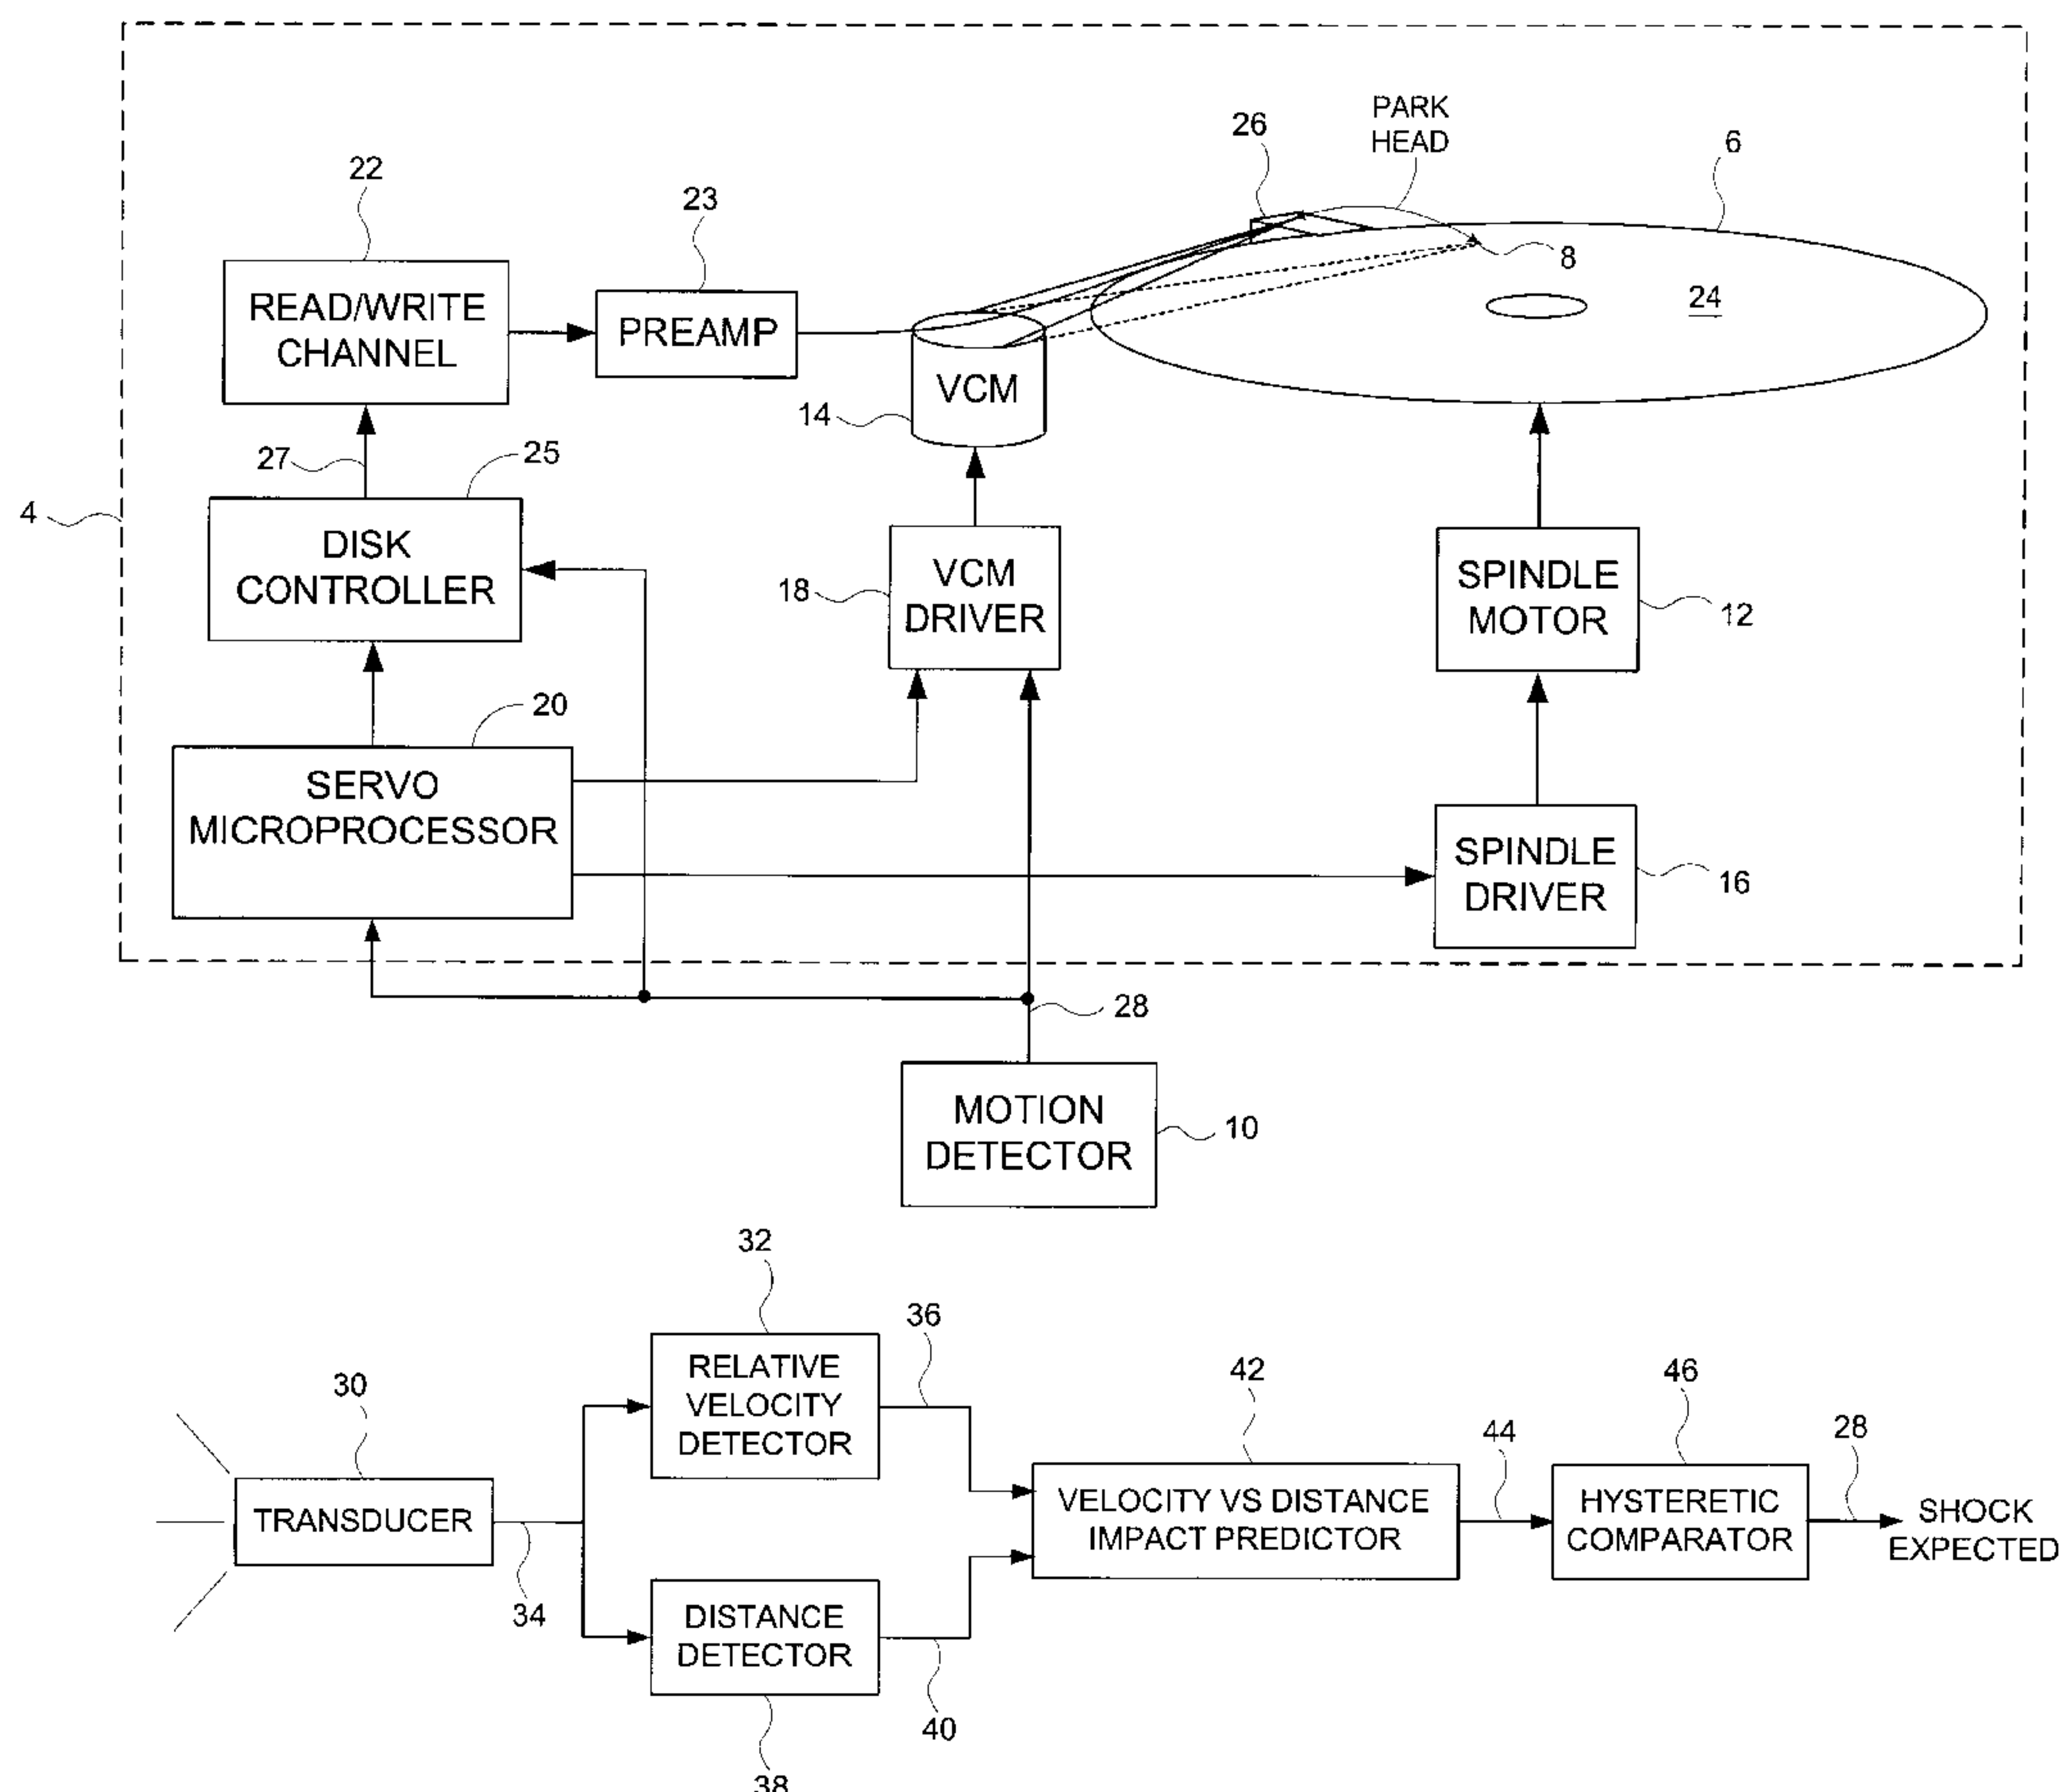 PARK
HEAD
26
6
22
23
8
READ/WRITE
CHANNEL
PREAMP
24
VCM
14
27
25
4
DISK
CONTROLLER
18
VCM
DRIVER
SPINDLE
MOTOR
12
20
SERVO
MICROPROCESSOR
SPINDLE
DRIVER
16
28
MOTION
DETECTOR
10
32
36
RELATIVE
VELOCITY
DETECTOR
30
42
46
44
28
TRANSDUCER
VELOCITY VS DISTANCE
IMPACT PREDICTOR
HYSTERETIC
COMPARATOR
SHOCK
EXPECTED
34
DISTANCE
DETECTOR
40
38